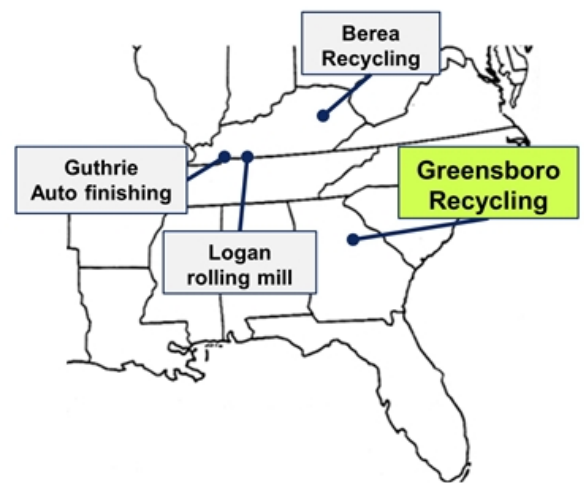 Berea
Recycling
Guthrie
Auto finishing
Greensboro
Recycling
Logan
rolling mill